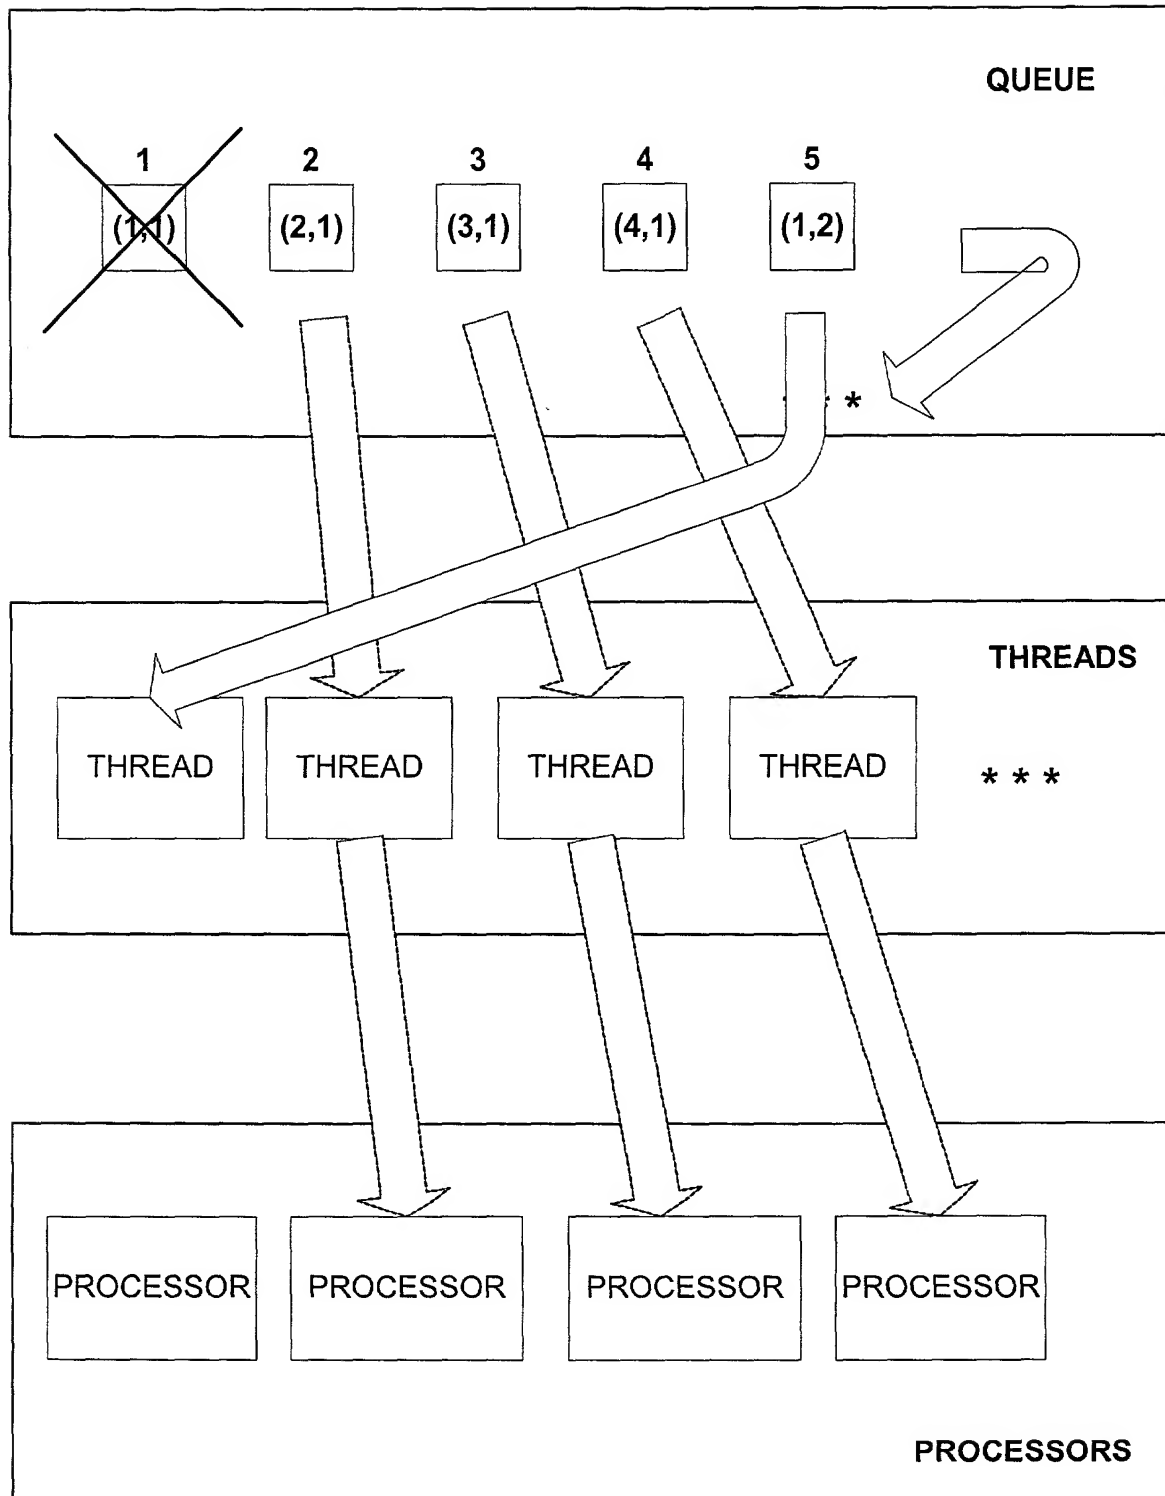 QUEUE
1 2 3 4 5
(1,1) (2,1) (3,1) (4,1) (1,2)
* *
THREADS
THREAD THREAD THREAD THREAD
* * *
PROCESSOR PROCESSOR PROCESSOR PROCESSOR
PROCESSORS